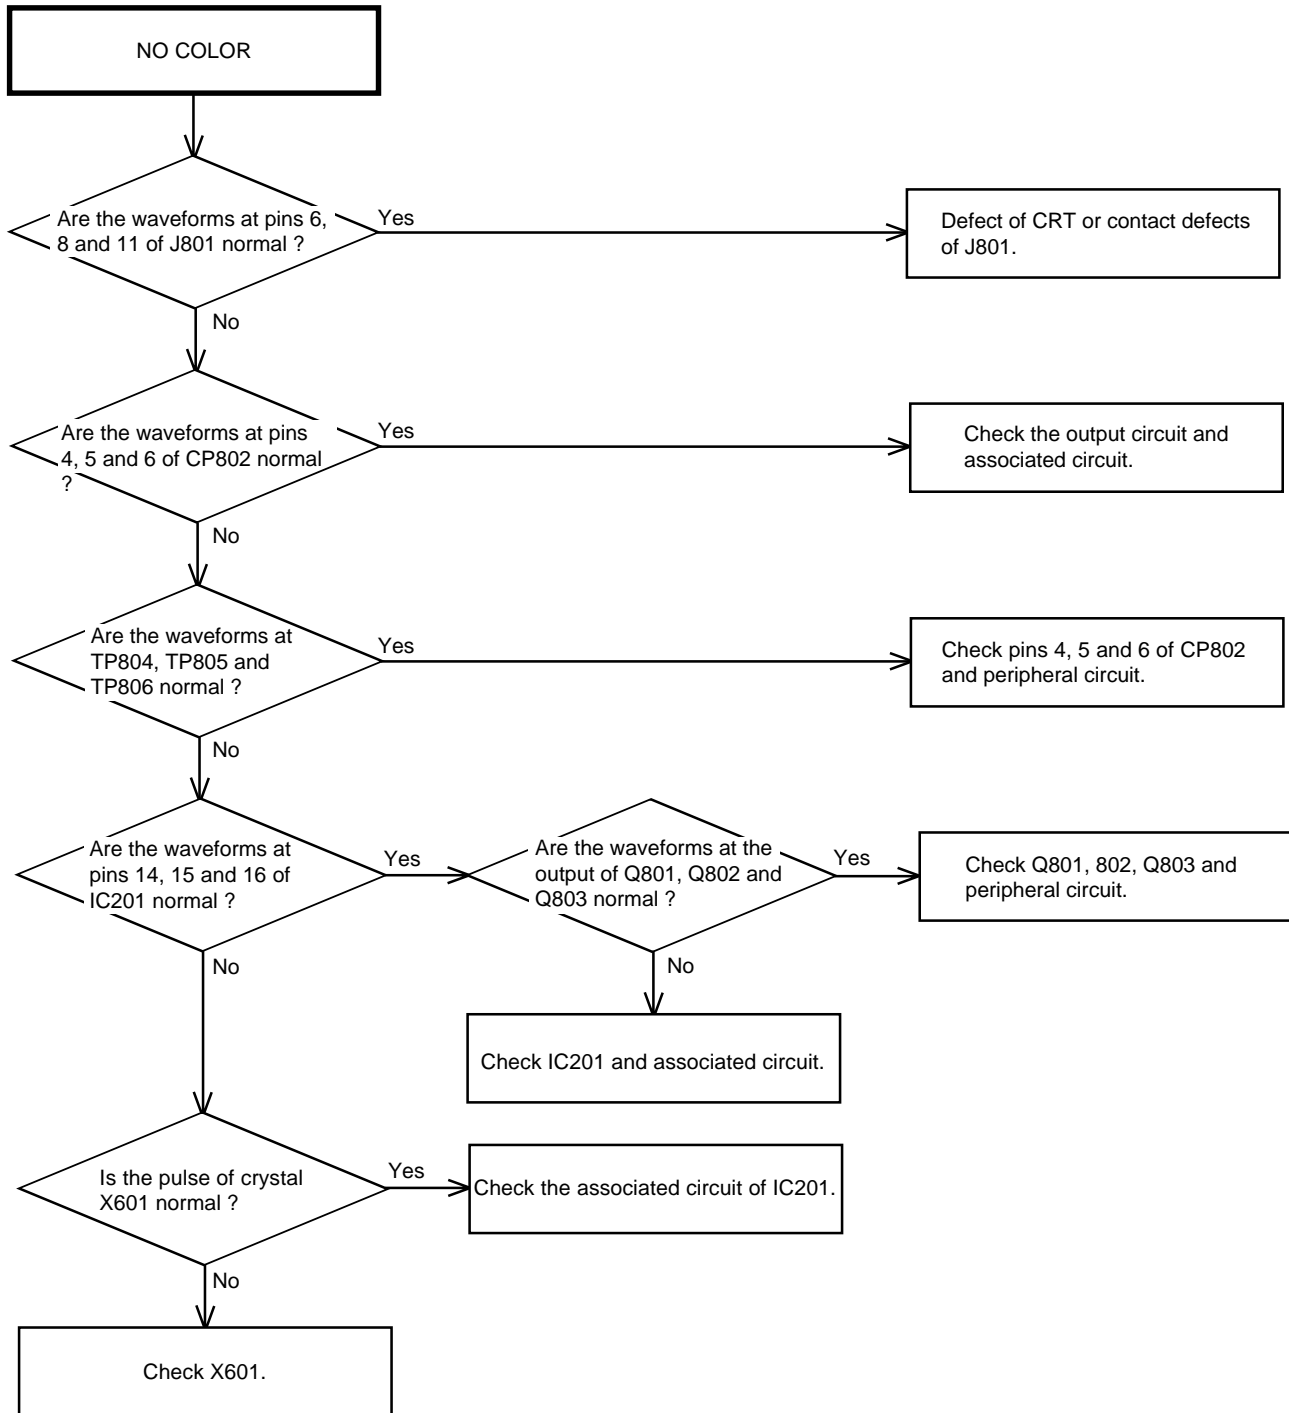 NO COLOR
Are the waveforms at pins 6,
8 and 11 of J801 normal ?
Yes
Defect of CRT or contact defects
of J801.
No
Are the waveforms at pins
4, 5 and 6 of CP802 normal
?
Yes
Check the output circuit and
associated circuit.
No
Are the waveforms at
TP804, TP805 and
TP806 normal ?
Yes
Check pins 4, 5 and 6 of CP802
and peripheral circuit.
No
Are the waveforms at
pins 14, 15 and 16 of
IC201 normal ?
Yes
Are the waveforms at the
output of Q801, Q802 and
Q803 normal ?
Yes
Check Q801, 802, Q803 and
peripheral circuit.
No
No
Check IC201 and associated circuit.
Is the pulse of crystal
X601 normal ?
Yes
Check the associated circuit of IC201.
No
Check X601.